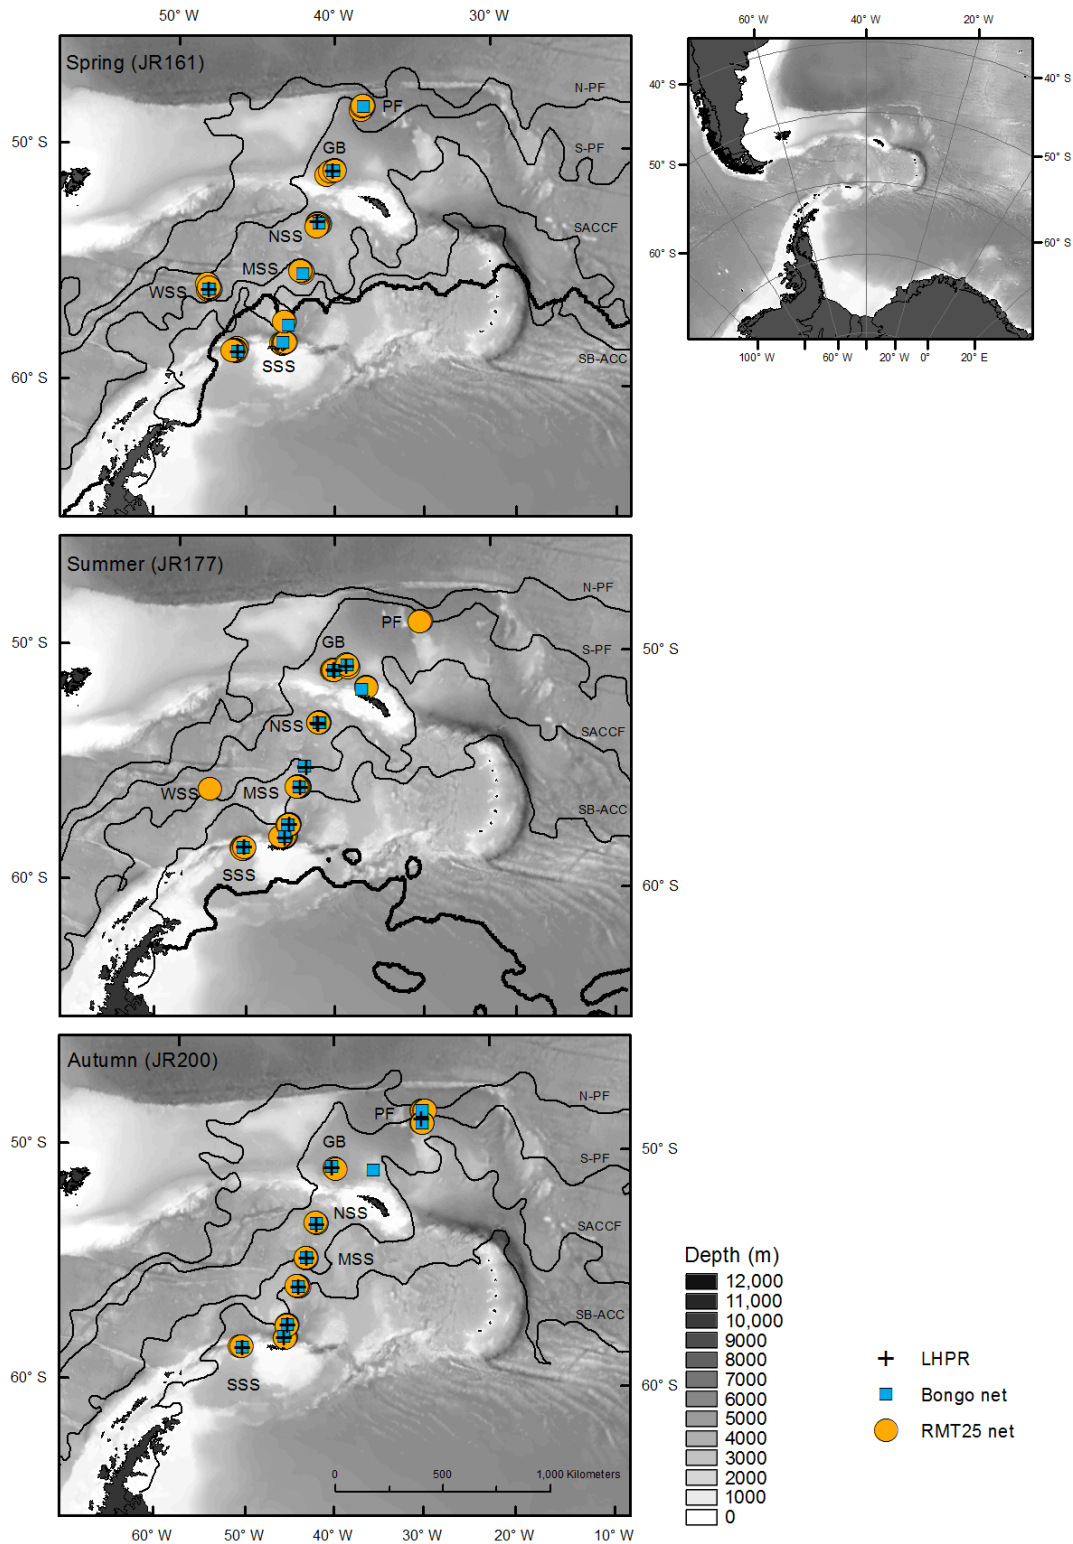 50° W 40° W 30° W
Spring (JR161)
N-PF
PF
50° S
GB
S-PF
NSS
SACCF
MSS
WSS
SB-ACC
SSS
60° S
60° W 40° W 20° W
40° S 40° S
50° S 50° S
60° S 60° S
100° W 60° W 40° W 20° W 0° 20° E
Summer (JR177)
N-PF
PF
50° S GB S-PF 50° S
NSS SACCF
WSS MSS
SB-ACC
SSS
60° S 60° S
Autumn (JR200)
N-PF
PF
50° S GB 50° S
S-PF
NSS
SACCF
MSS
SB-ACC
SSS
60° S 60° S
0 500 1,000 Kilometers
60° W 50° W 40° W 30° W 20° W 10° W
Depth (m)
12,000
11,000
10,000
9000
8000
7000
6000
5000
4000
3000
2000
1000
0
LHPR
Bongo net
RMT25 net